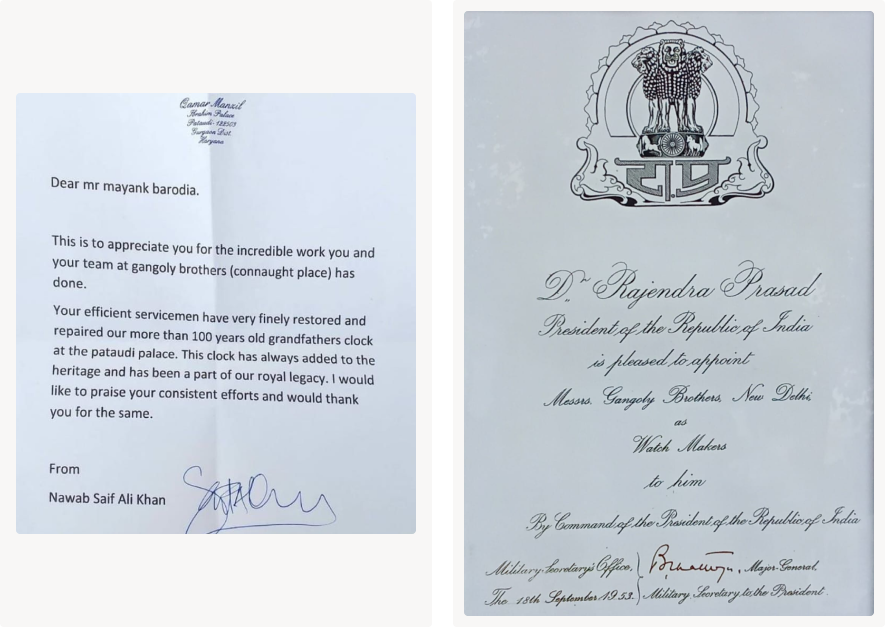 Qamar Manzil
Ibrahim Palace
Pataudi-122503
Gurgaon Dist.
Haryana
Dear mr mayank barodia.
This is to appreciate you for the incredible work you and
your team at gangoly brothers (connaught place) has
done.
Your efficient servicemen have very finely restored and
repaired our more than 100 years old grandfathers clock
at the pataudi palace. This clock has always added to the
heritage and has been a part of our royal legacy. I would
like to praise your consistent efforts and would thank
you for the same.
From
Nawab Saif Ali Khan
रा.प्र
Dr. Rajendra Prasad
President of the Republic of India
is pleased to appoint
Messrs. Gangoly Brothers, New Delhi,
as
Watch Makers
to him
By Command of the President of the Republic of India
Military Secretary's Office, Major-General,
The 18th September 1953. Military Secretary to the President.